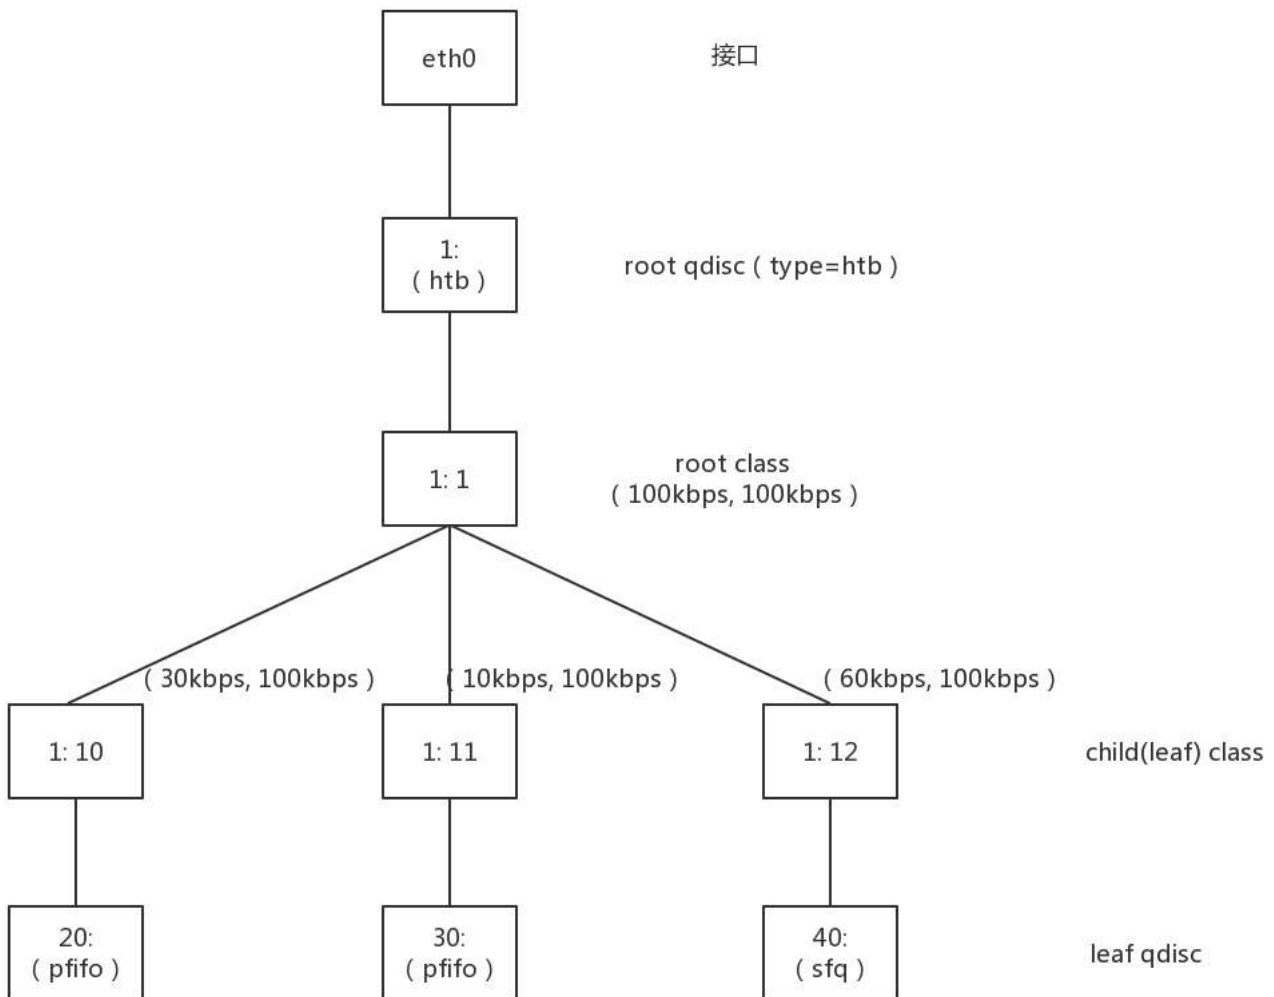 eth0
接口
1:
( htb )
root qdisc ( type=htb )
1: 1
root class
( 100kbps, 100kbps )
( 30kbps, 100kbps )
( 10kbps, 100kbps )
( 60kbps, 100kbps )
1: 10
1: 11
1: 12
child(leaf) class
20:
( pfifo )
30:
( pfifo )
40:
( sfq )
leaf qdisc